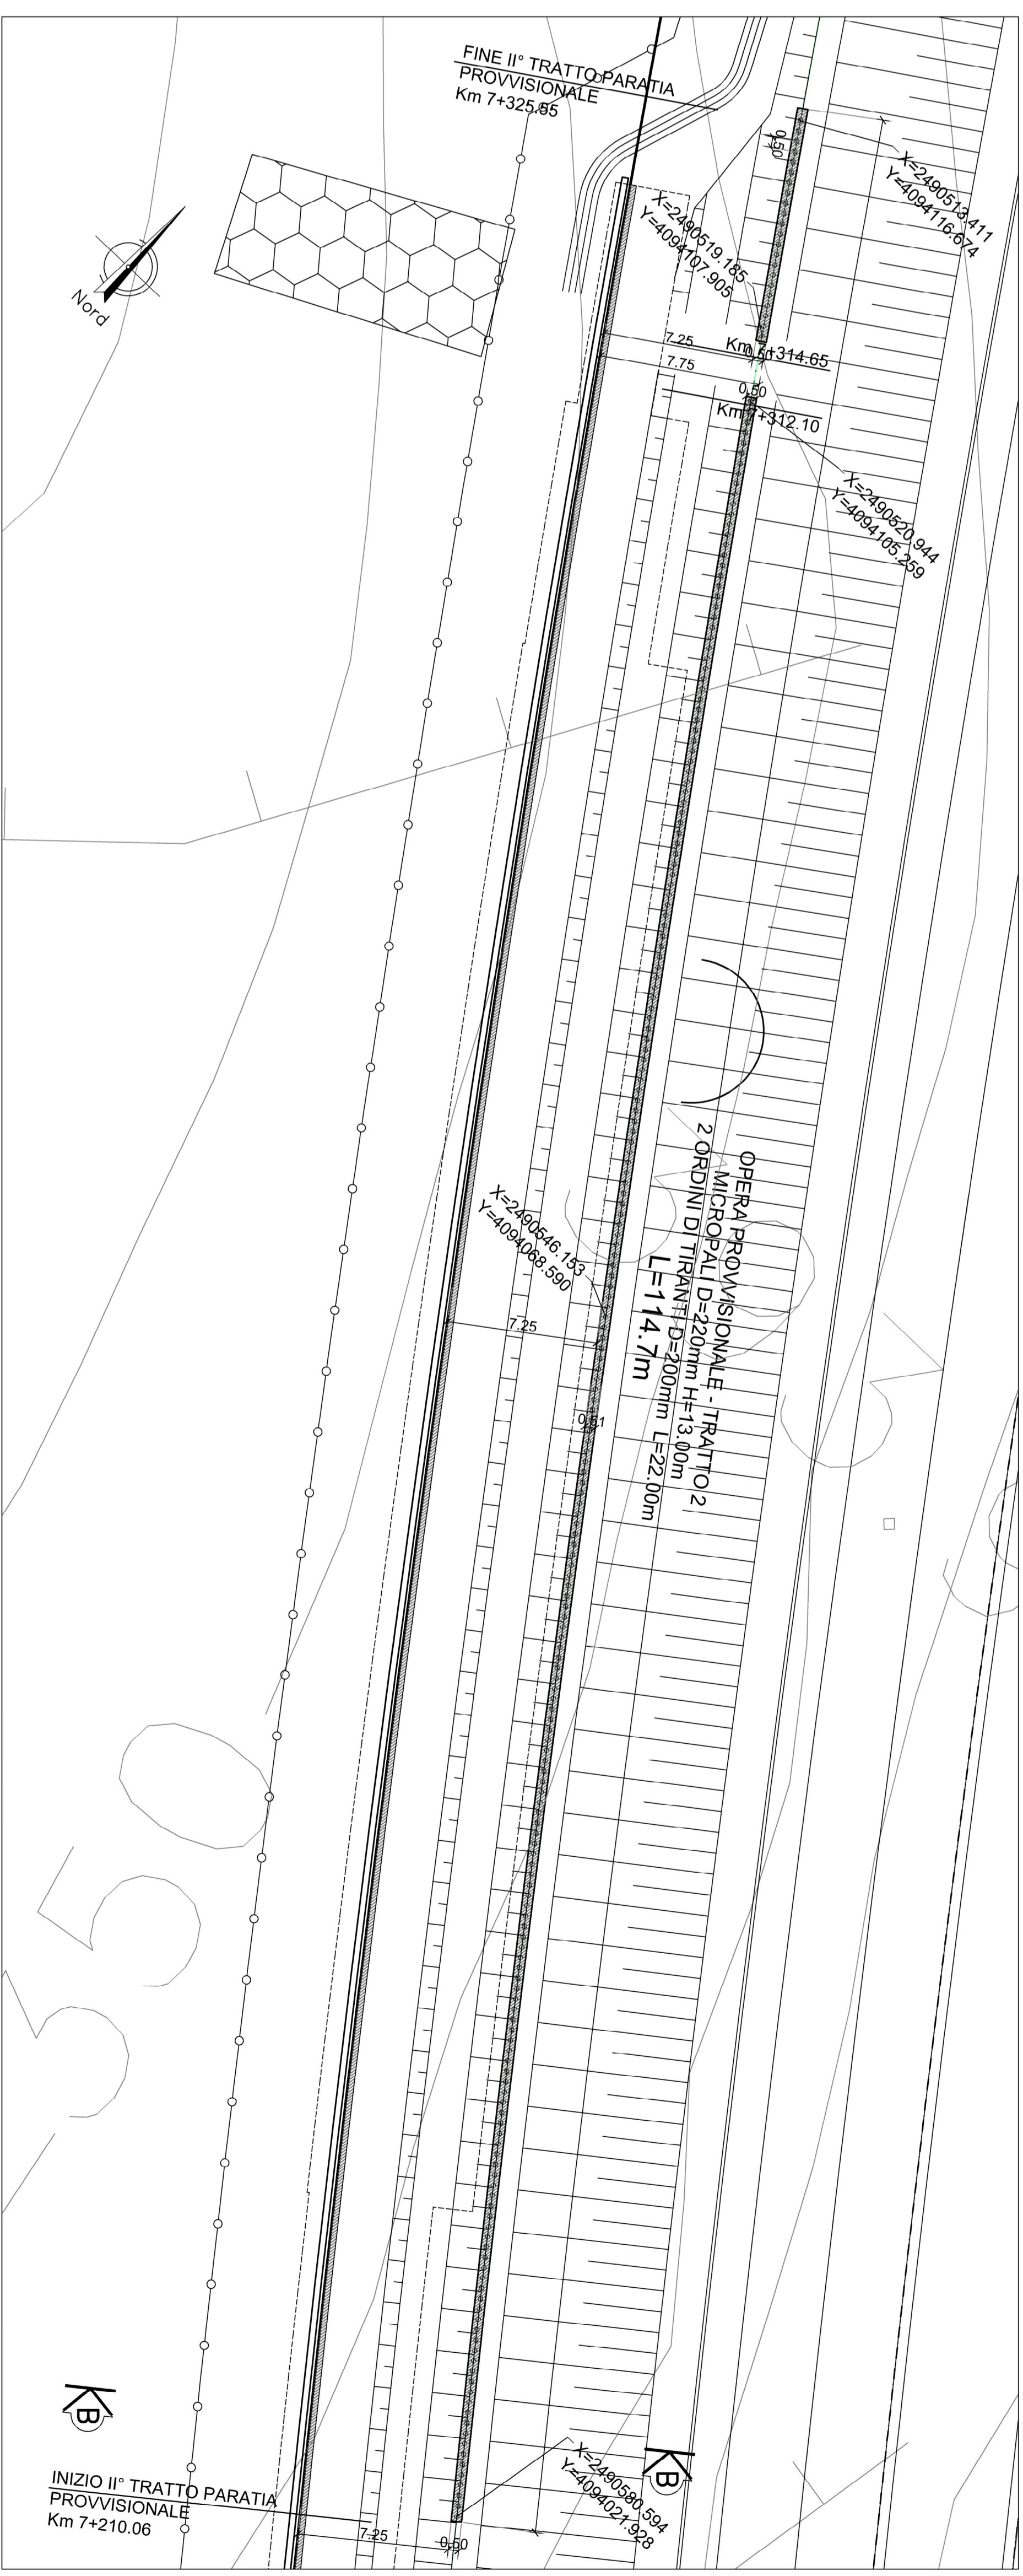 FINE II° TRATTO PARATIA
PROVVISIONALE
Km 7+325.55
Nord
0.50
X=2490513.411
Y=4094116.674
X=2490519.185
Y=4094107.905
7.25
Km 7+314.65
0.50
7.75
0.50
Km 7+312.10
X=2490520.944
Y=4094105.259
OPERA PROVVISIONALE - TRATTO 2
MICROPALI D=220mm H=13.00m
2 ORDINI DI TIRANTI D=200mm L=22.00m
L=114.7m
X=2490546.153
Y=4094068.590
7.25
0.51
350
B
B
INIZIO II° TRATTO PARATIA
PROVVISIONALE
Km 7+210.06
X=2490580.594
Y=4094021.928
7.25
0.50